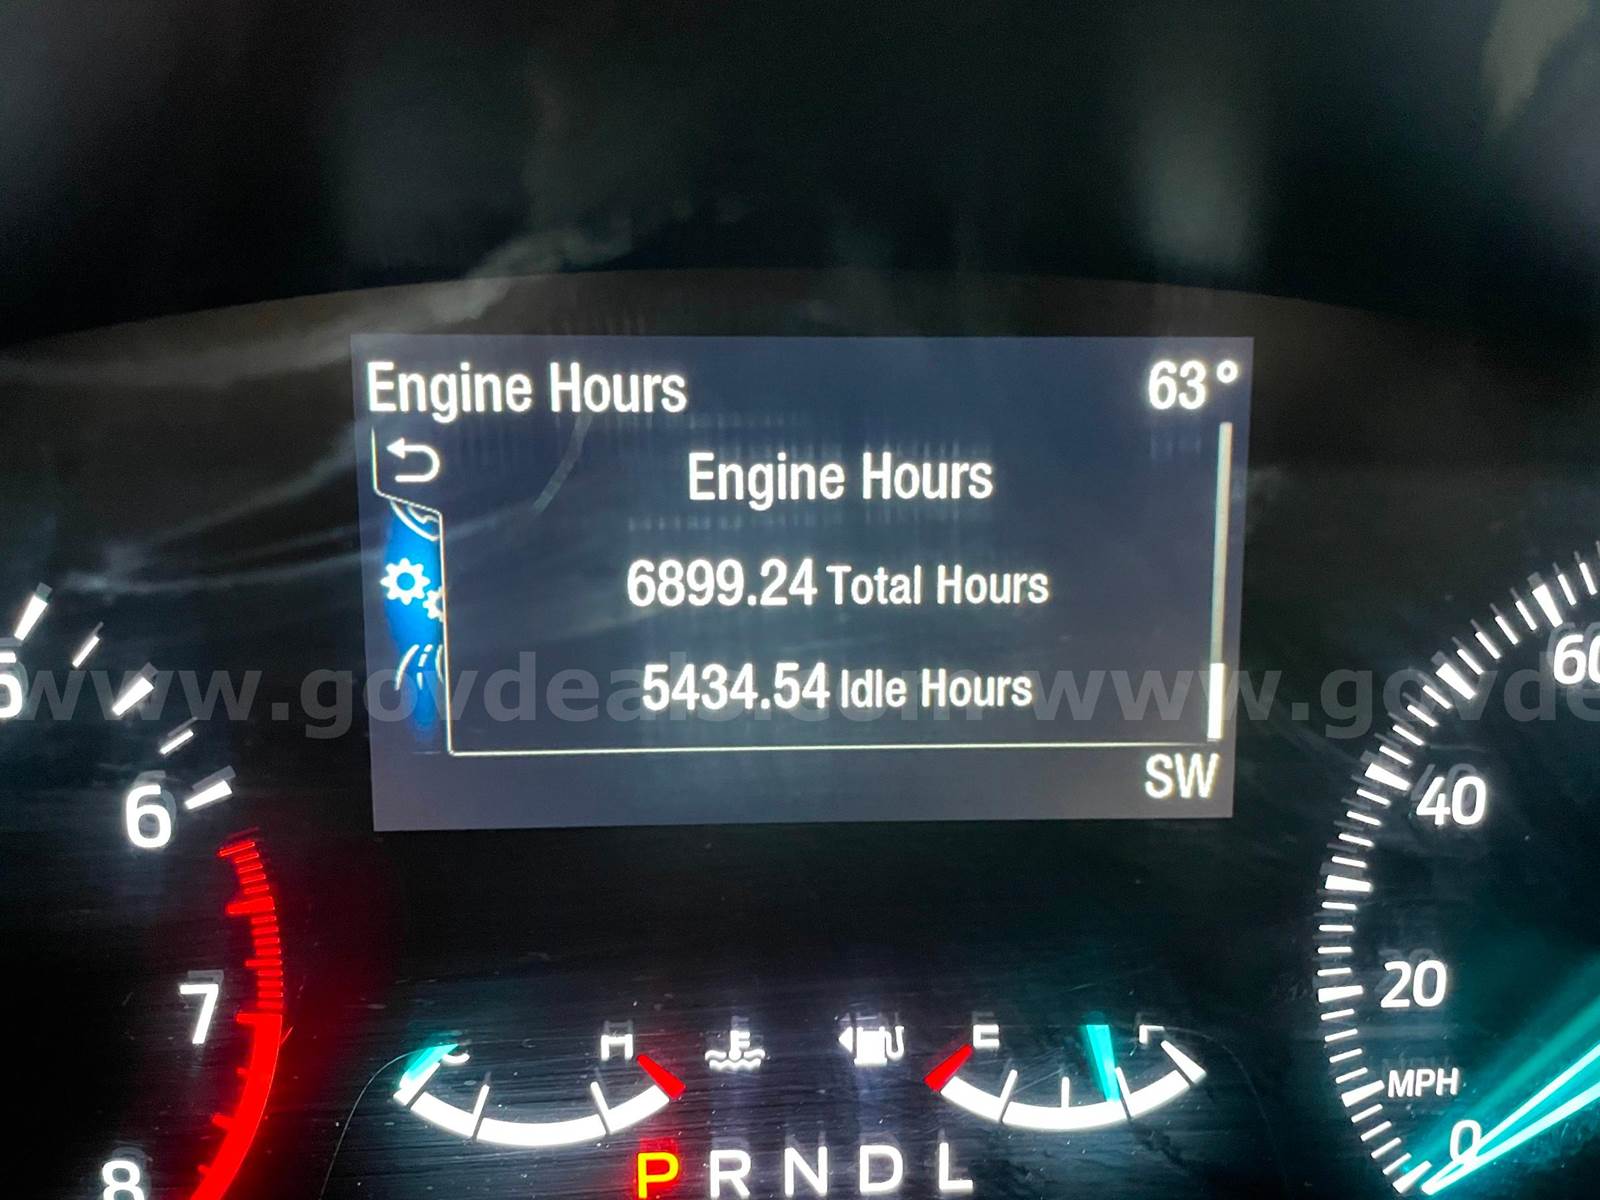 Engine Hours 63°
Engine Hours
6899.24 Total Hours
5434.54 Idle Hours
www.govdeals.com www.govde
SW
5
6
7
8
60
40
20
MPH
0
C H E F
P R N D L